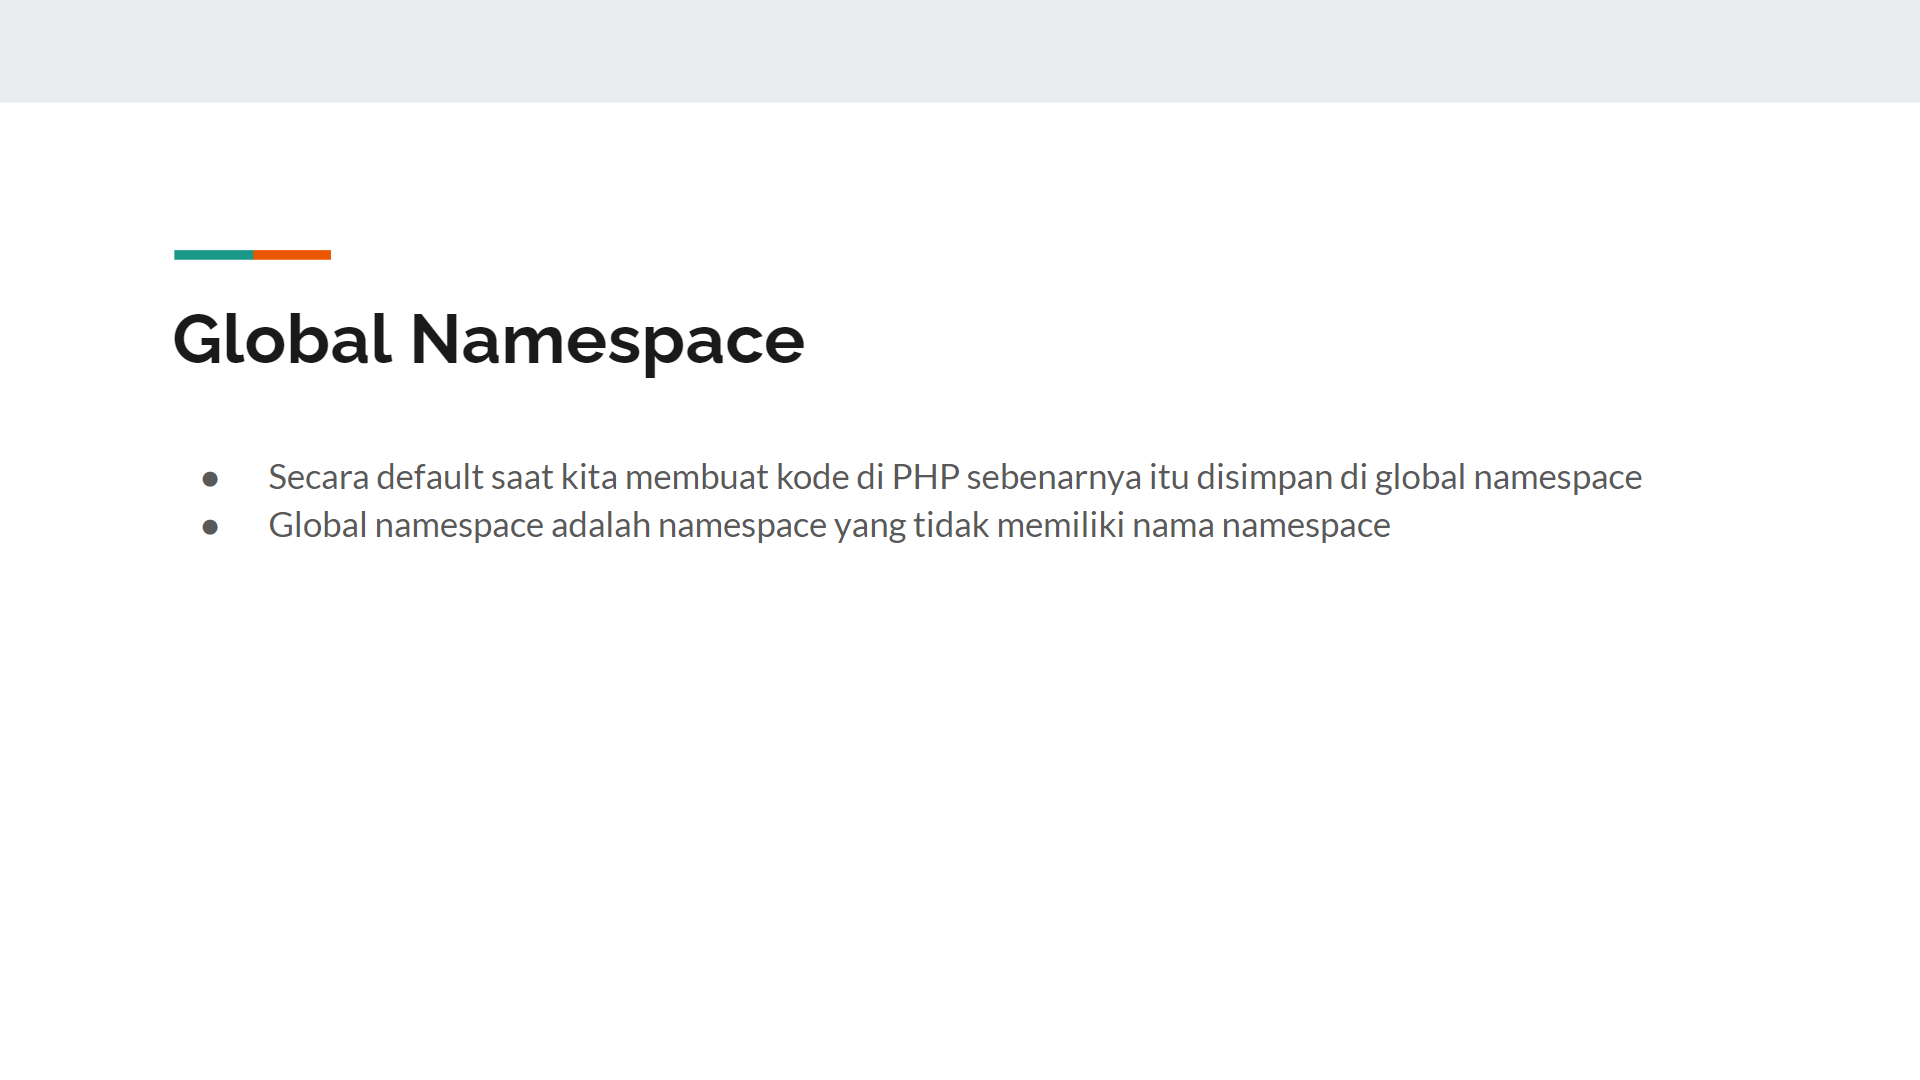 Global Namespace
● Secara default saat kita membuat kode di PHP sebenarnya itu disimpan di global namespace
● Global namespace adalah namespace yang tidak memiliki nama namespace